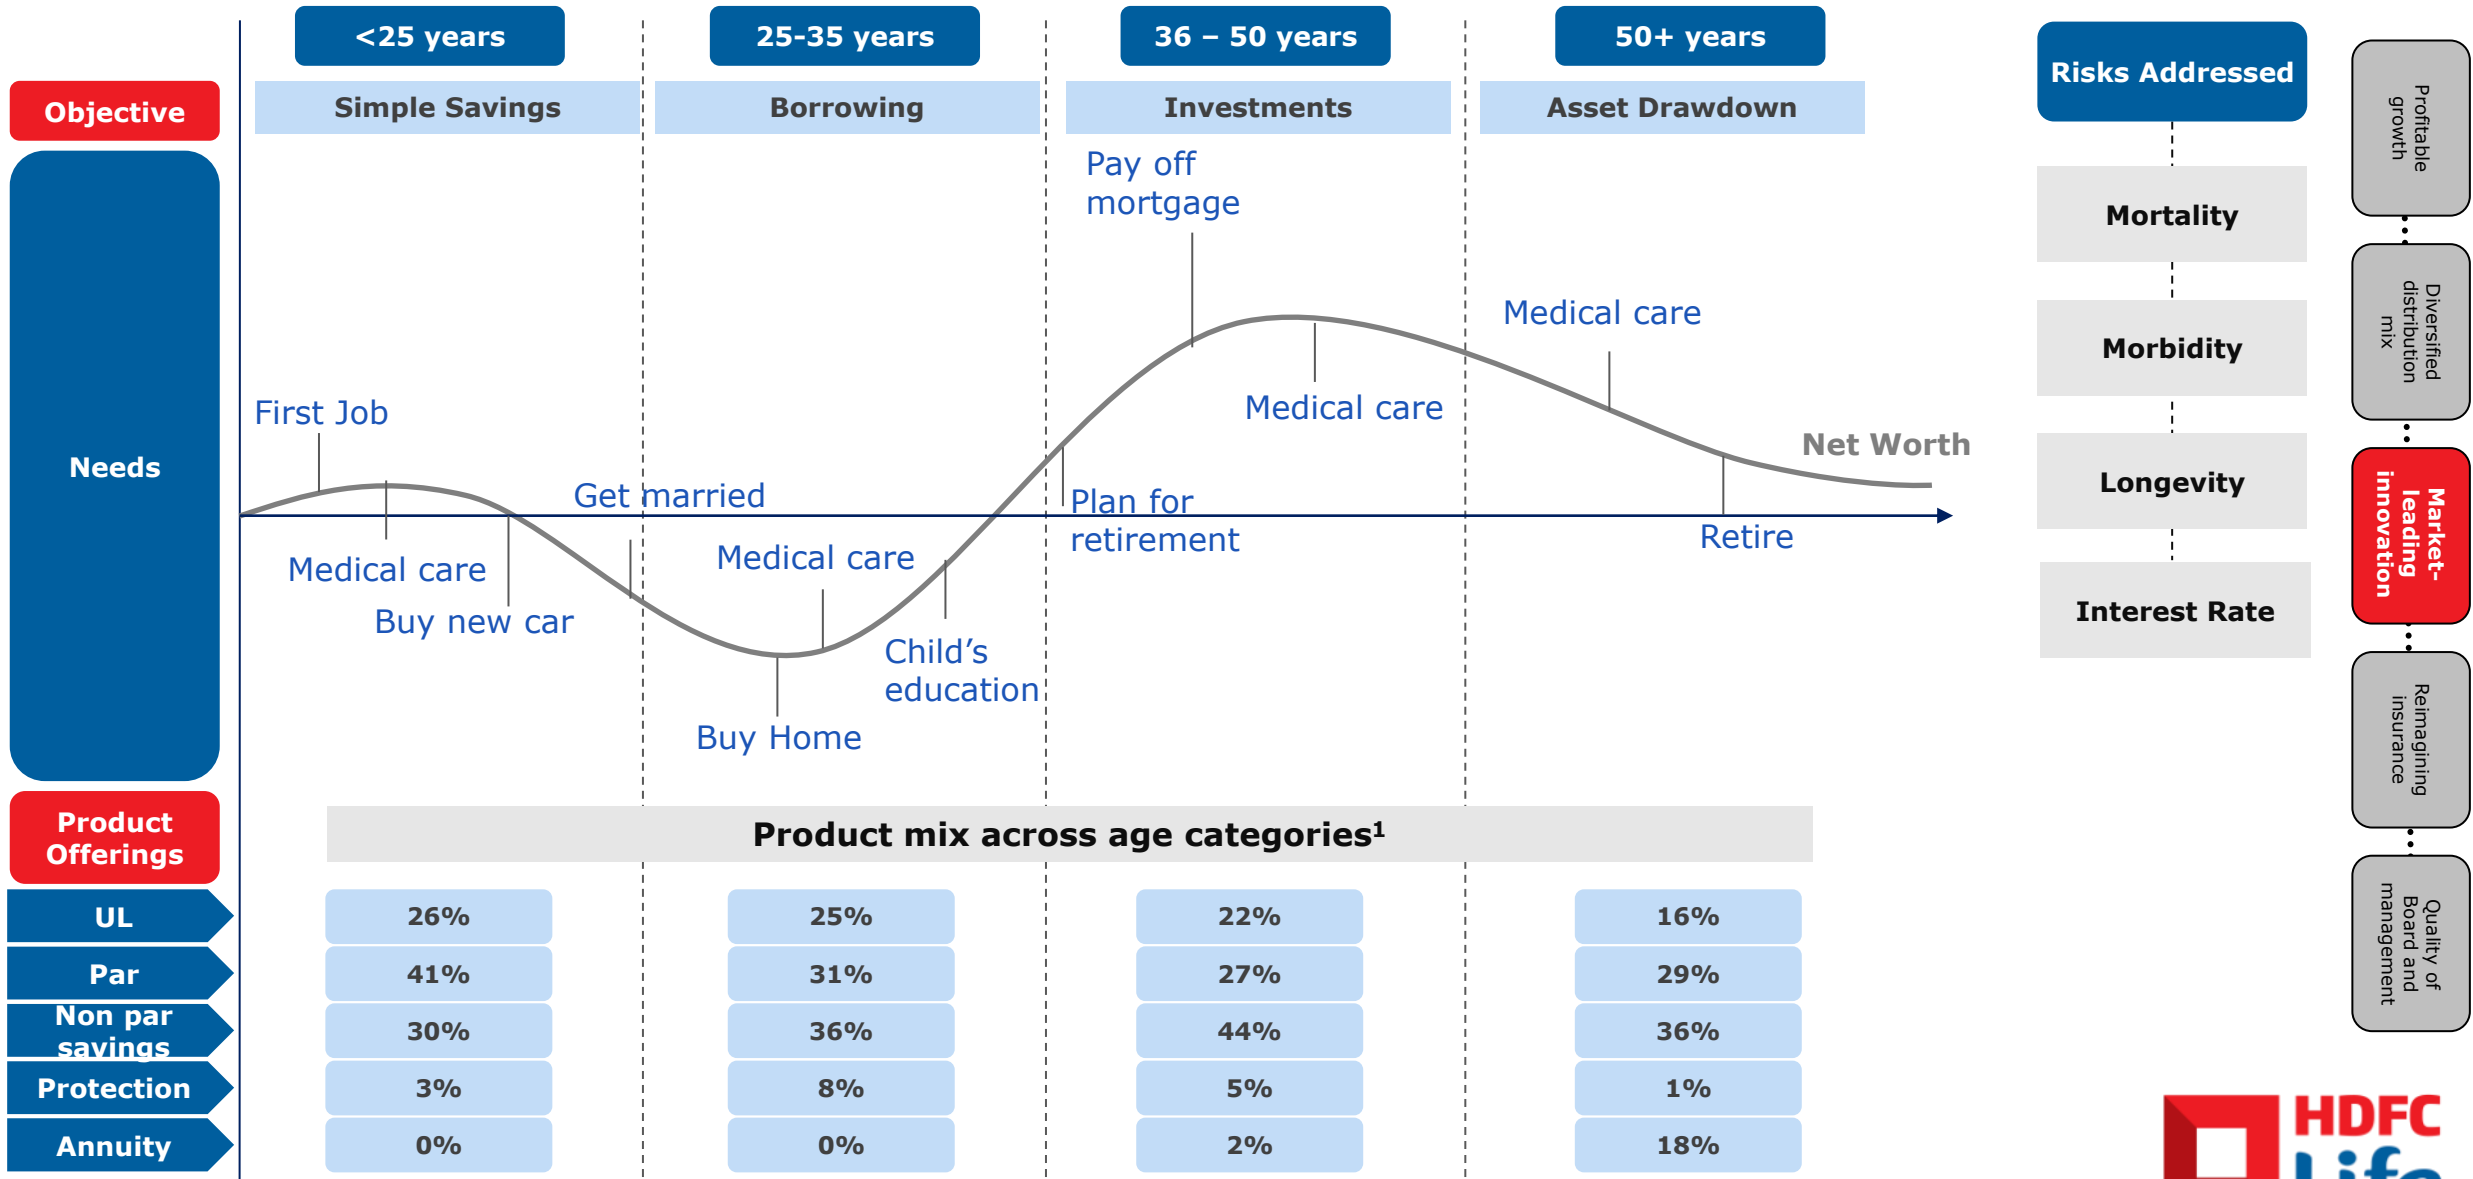 <25 years
25-35 years
36 – 50 years
50+ years
Objective
Simple Savings
Borrowing
Investments
Asset Drawdown
Needs
First Job
Medical care
Buy new car
Get married
Medical care
Buy Home
Child’s
education
Pay off
mortgage
Plan for
retirement
Medical care
Medical care
Retire
Net Worth
Product
Offerings
Product mix across age categories¹
UL
26%
25%
22%
16%
Par
41%
31%
27%
29%
Non par
savings
30%
36%
44%
36%
Protection
3%
8%
5%
1%
Annuity
0%
0%
2%
18%
Risks Addressed
Mortality
Morbidity
Longevity
Interest Rate
Profitable
growth
Diversified
distribution
mix
Market-
leading
innovation
Reimagining
insurance
Quality of
Board and
management
HDFC
Life